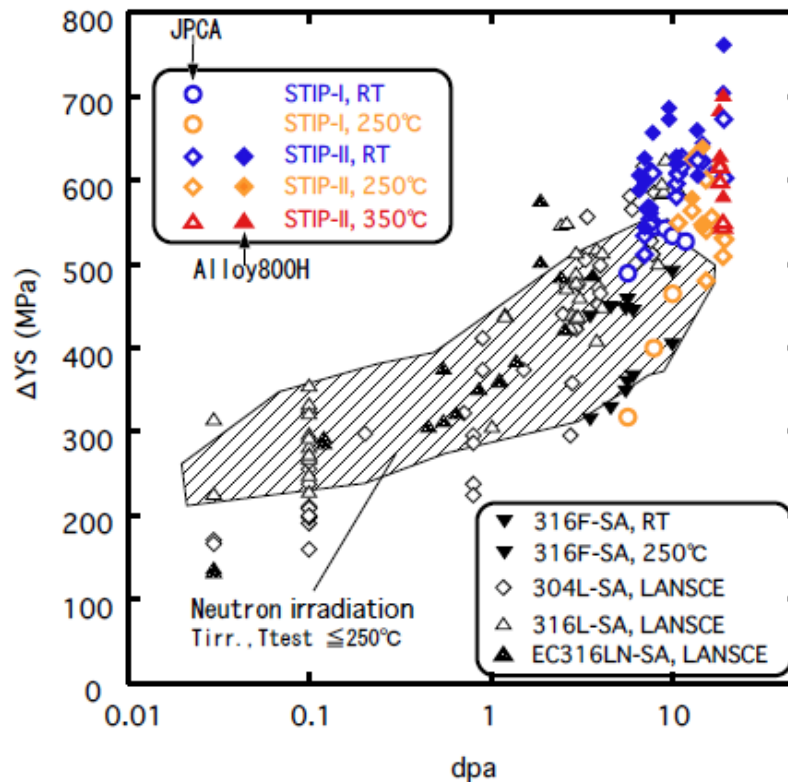 800
700
600
500
400
300
200
100
0
ΔYS (MPa)
JPCA
STIP-I, RT
STIP-I, 250℃
STIP-II, RT
STIP-II, 250℃
STIP-II, 350℃
Alloy800H
Neutron irradiation
Tirr., Ttest ≦250℃
316F-SA, RT
316F-SA, 250℃
304L-SA, LANSCE
316L-SA, LANSCE
EC316LN-SA, LANSCE
0.01
0.1
1
10
dpa